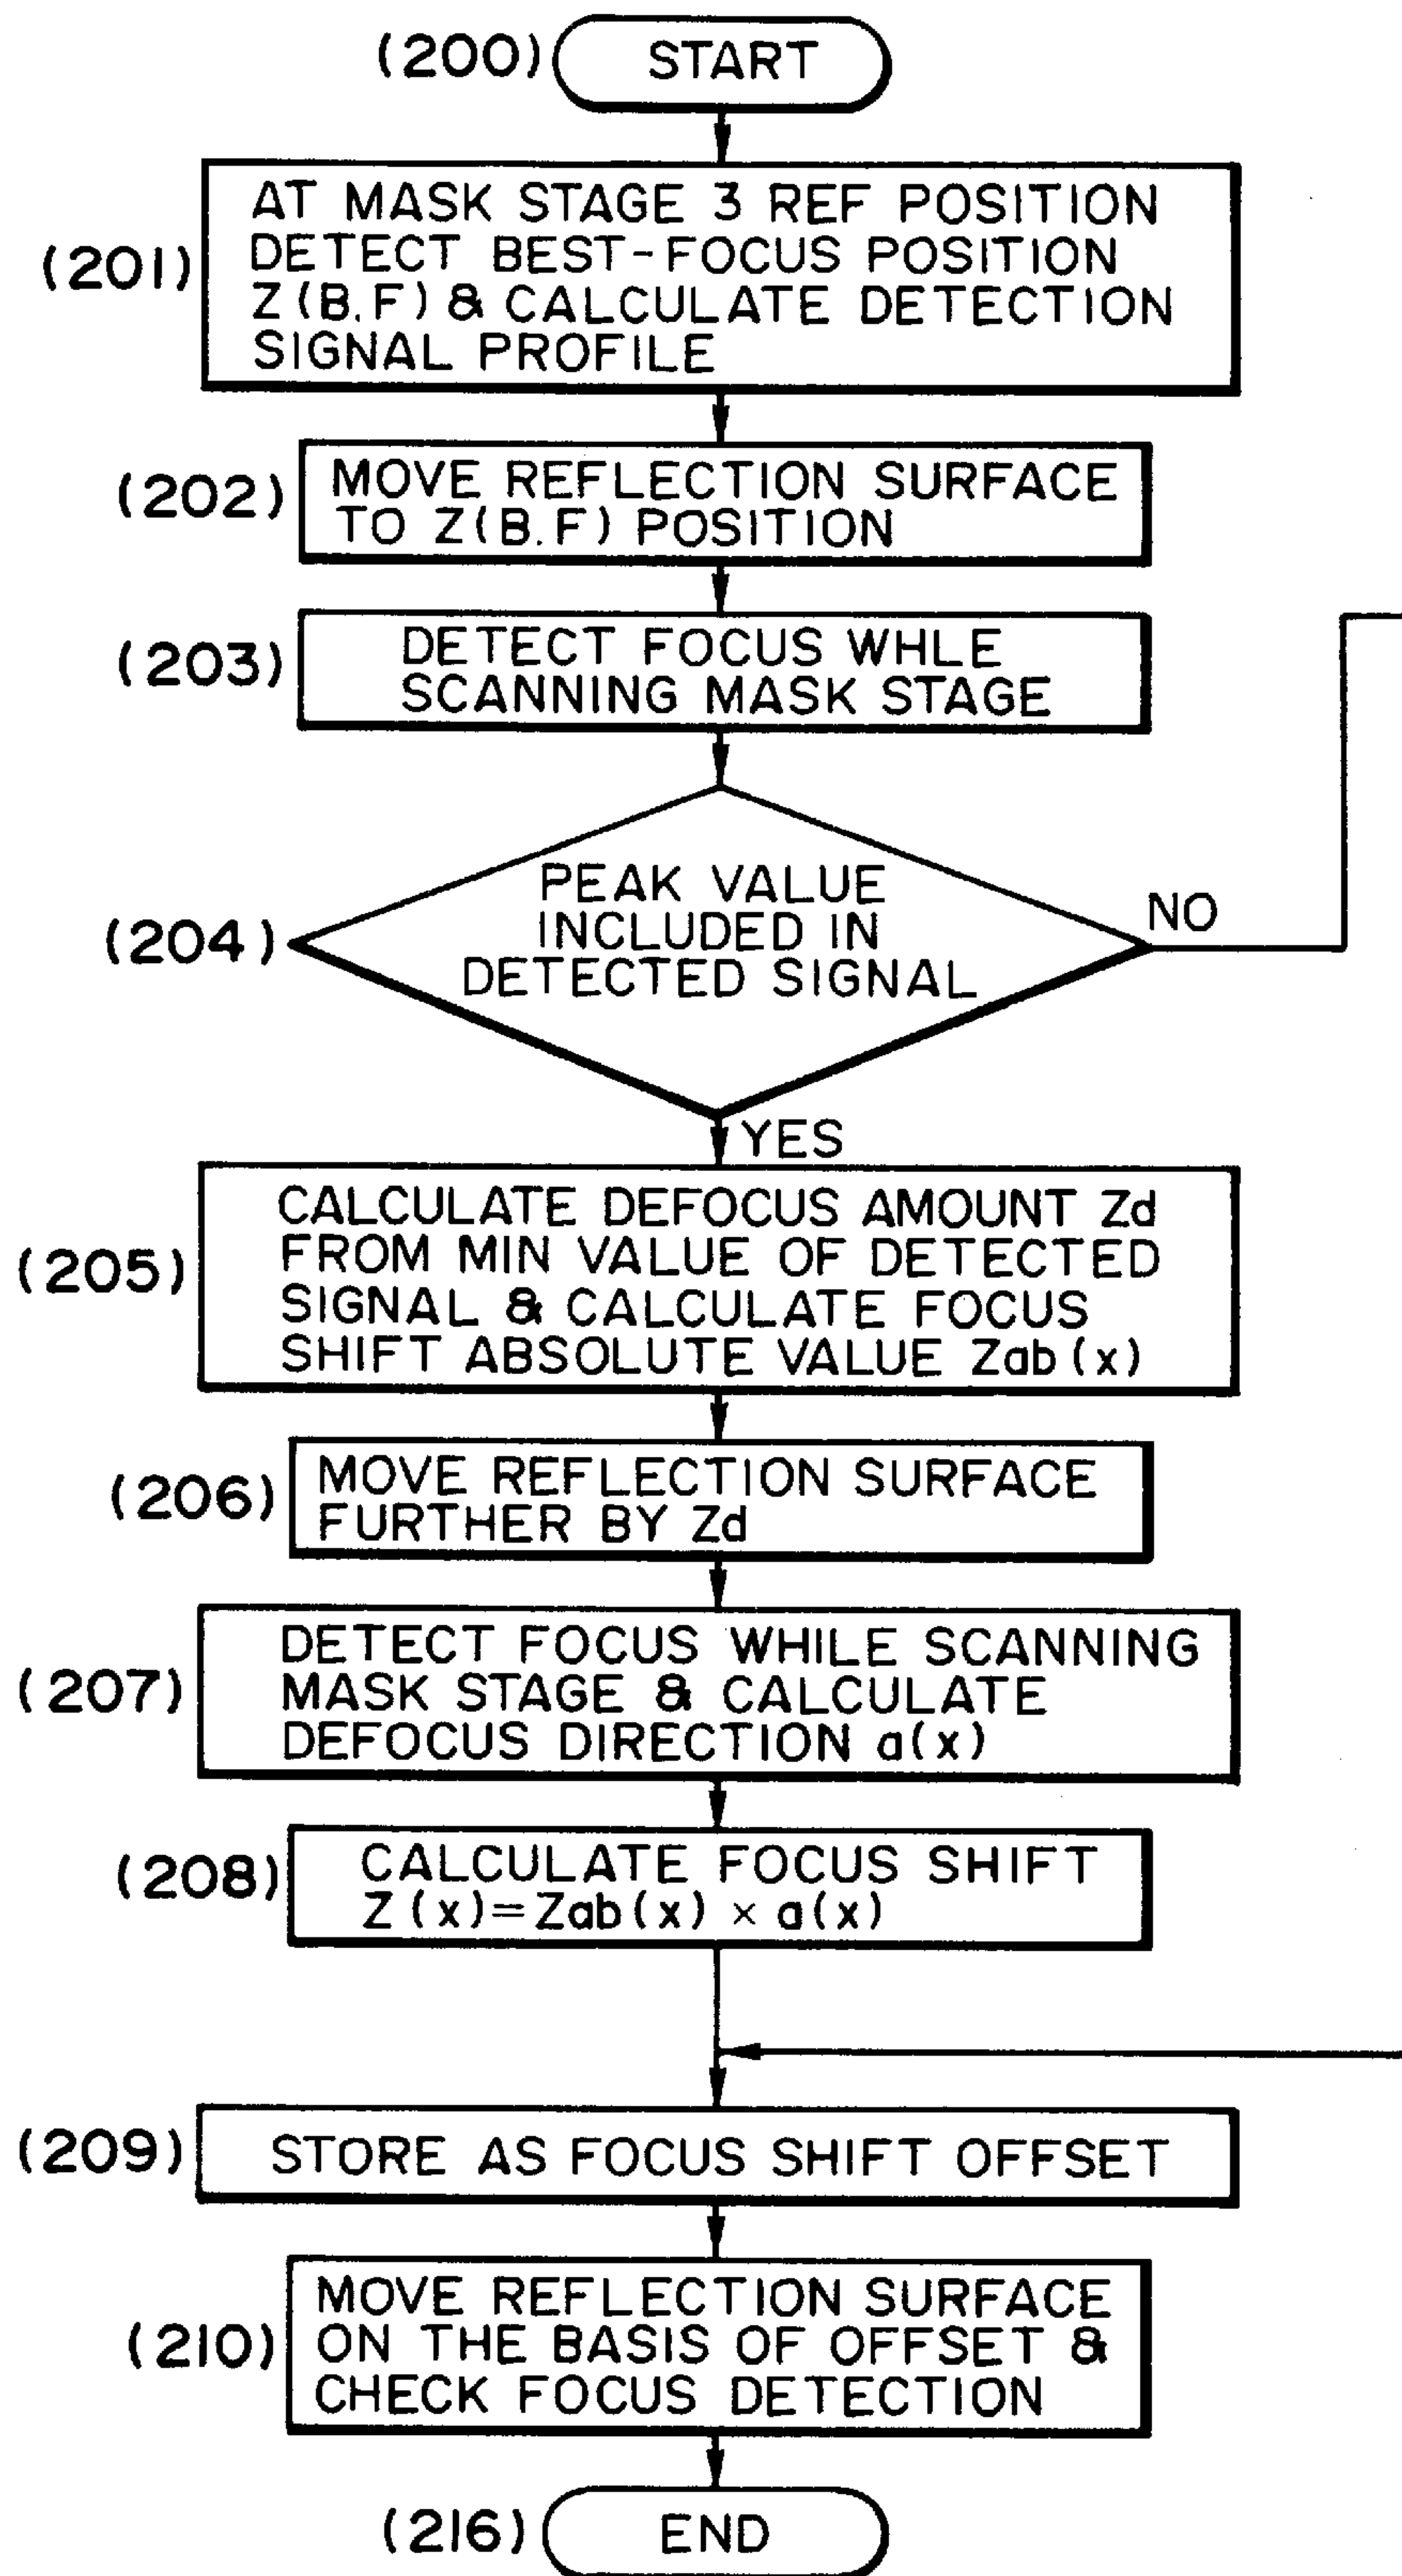 (200) START
(201) AT MASK STAGE 3 REF POSITION
DETECT BEST-FOCUS POSITION
Z(B.F) & CALCULATE DETECTION
SIGNAL PROFILE
(202) MOVE REFLECTION SURFACE
TO Z(B.F) POSITION
(203) DETECT FOCUS WHLE
SCANNING MASK STAGE
(204) PEAK VALUE
INCLUDED IN
DETECTED SIGNAL
NO
YES
(205) CALCULATE DEFOCUS AMOUNT Zd
FROM MIN VALUE OF DETECTED
SIGNAL & CALCULATE FOCUS
SHIFT ABSOLUTE VALUE Zab(x)
(206) MOVE REFLECTION SURFACE
FURTHER BY Zd
(207) DETECT FOCUS WHILE SCANNING
MASK STAGE & CALCULATE
DEFOCUS DIRECTION a(x)
(208) CALCULATE FOCUS SHIFT
Z(x)=Zab(x) × a(x)
(209) STORE AS FOCUS SHIFT OFFSET
(210) MOVE REFLECTION SURFACE
ON THE BASIS OF OFFSET &
CHECK FOCUS DETECTION
(216) END